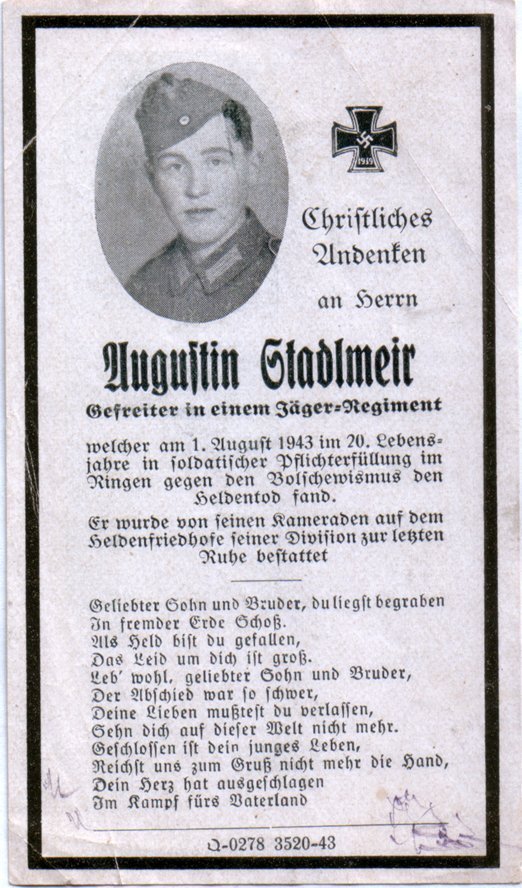 1939
Christliches
Andenken
an Herrn
Augustin Stadlmeir
Gefreiter in einem Jäger-Regiment
welcher am 1. August 1943 im 20. Lebens-
jahre in soldatischer Pflichterfüllung im
Ringen gegen den Bolschewismus den
Heldentod fand.
Er wurde von seinen Kameraden auf dem
Heldenfriedhofe seiner Division zur letzten
Ruhe bestattet
Geliebter Sohn und Bruder, du liegst begraben
In fremder Erde Schoß.
Als Held bist du gefallen,
Das Leid um dich ist groß.
Leb' wohl, geliebter Sohn und Bruder,
Der Abschied war so schwer,
Deine Lieben mußtest du verlassen,
Sehn dich auf dieser Welt nicht mehr.
Geschlossen ist dein junges Leben,
Reichst uns zum Gruß nicht mehr die Hand,
Dein Herz hat ausgeschlagen
Im Kampf fürs Vaterland
Q-0278 3520-43